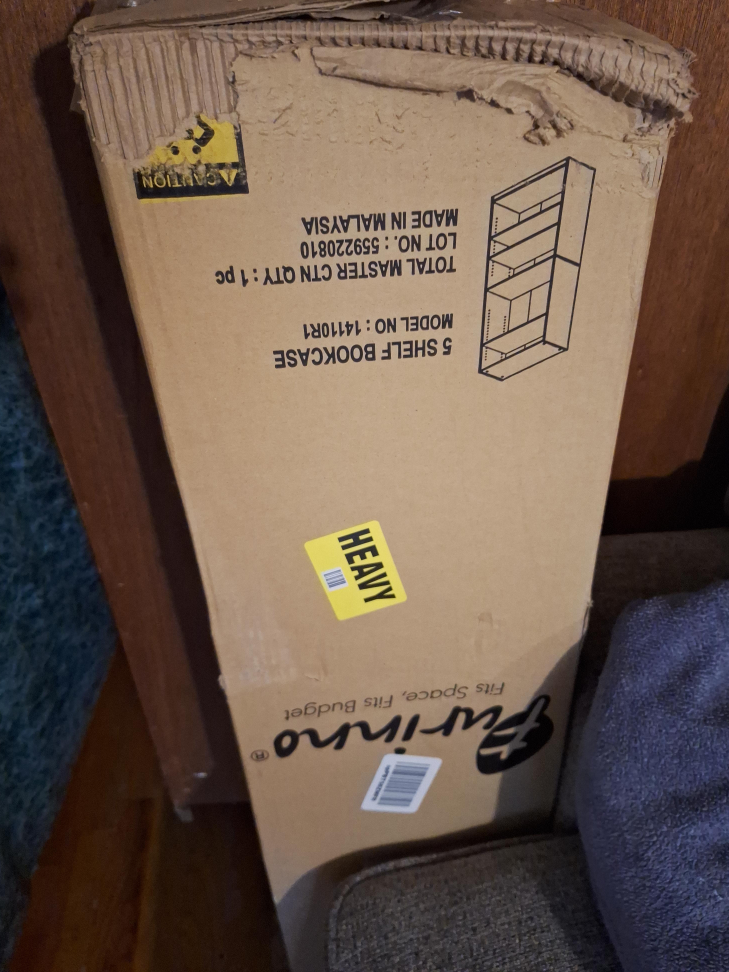 Furinno®
Fits Space, Fits Budget
HEAVY
5 SHELF BOOKCASE
MODEL NO : 14110R1
TOTAL MASTER CTN QTY : 1 pc
LOT NO. : 559220810
MADE IN MALAYSIA
CAUTION